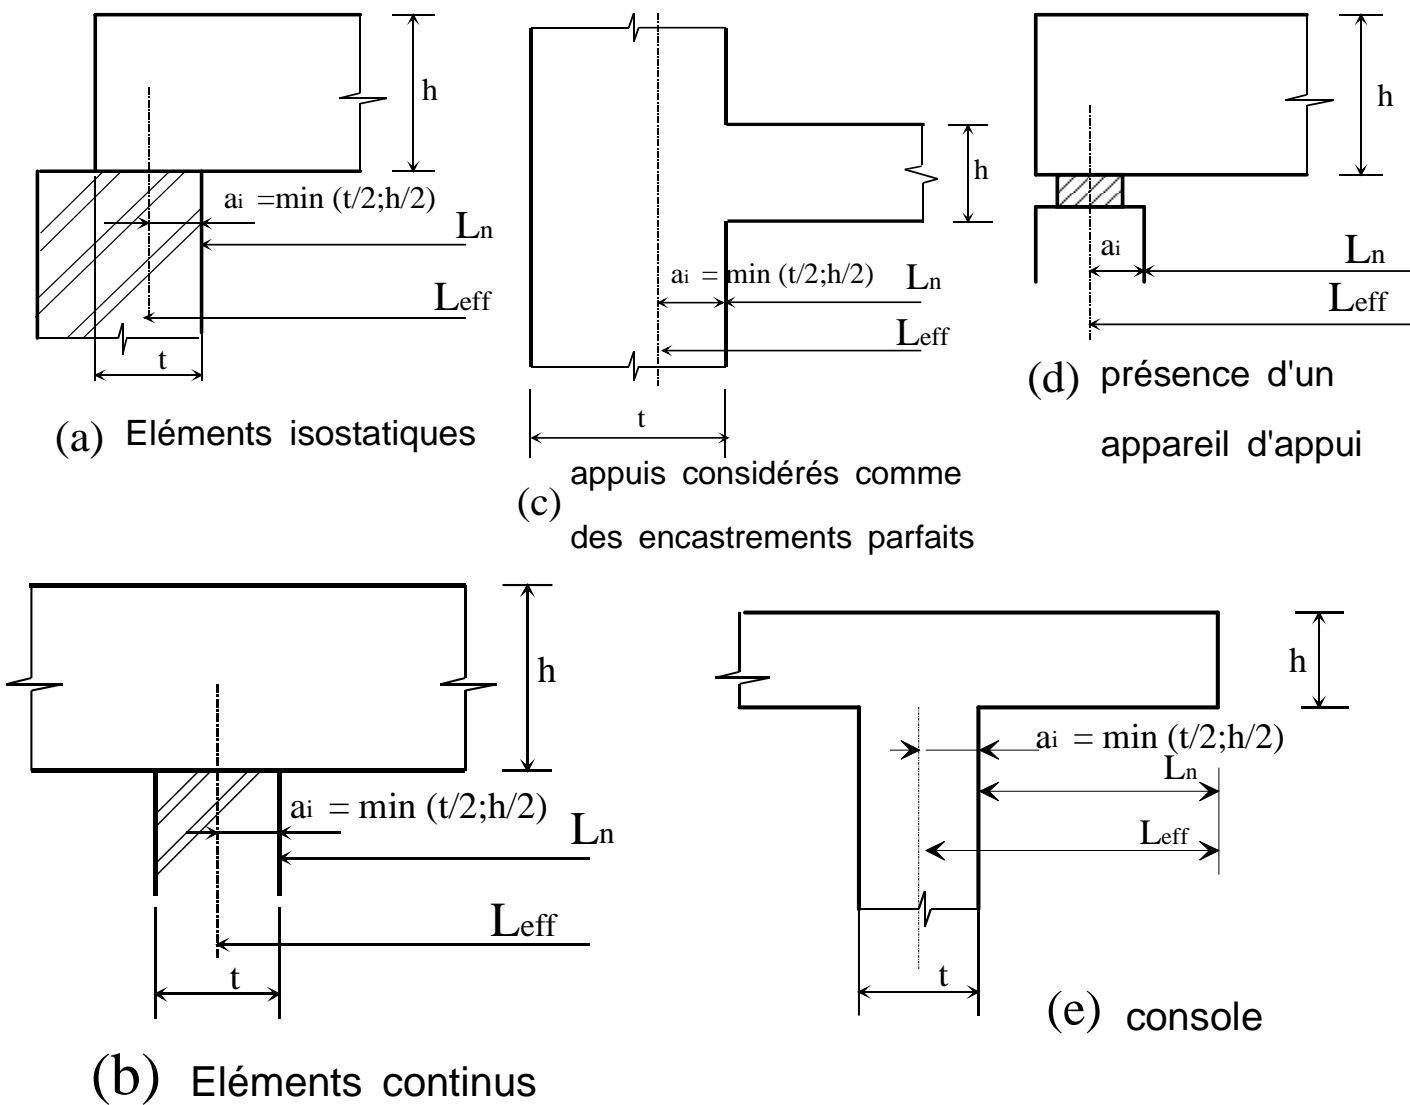 h
ai =min (t/2;h/2)
Ln
Leff
t
(a) Eléments isostatiques
h
ai = min (t/2;h/2)
Ln
Leff
t
(c) appuis considérés comme
des encastrements parfaits
h
ai
Ln
Leff
(d) présence d'un
appareil d'appui
h
ai = min (t/2;h/2)
Ln
Leff
t
(b) Eléments continus
h
ai = min (t/2;h/2)
Ln
Leff
t
(e) console